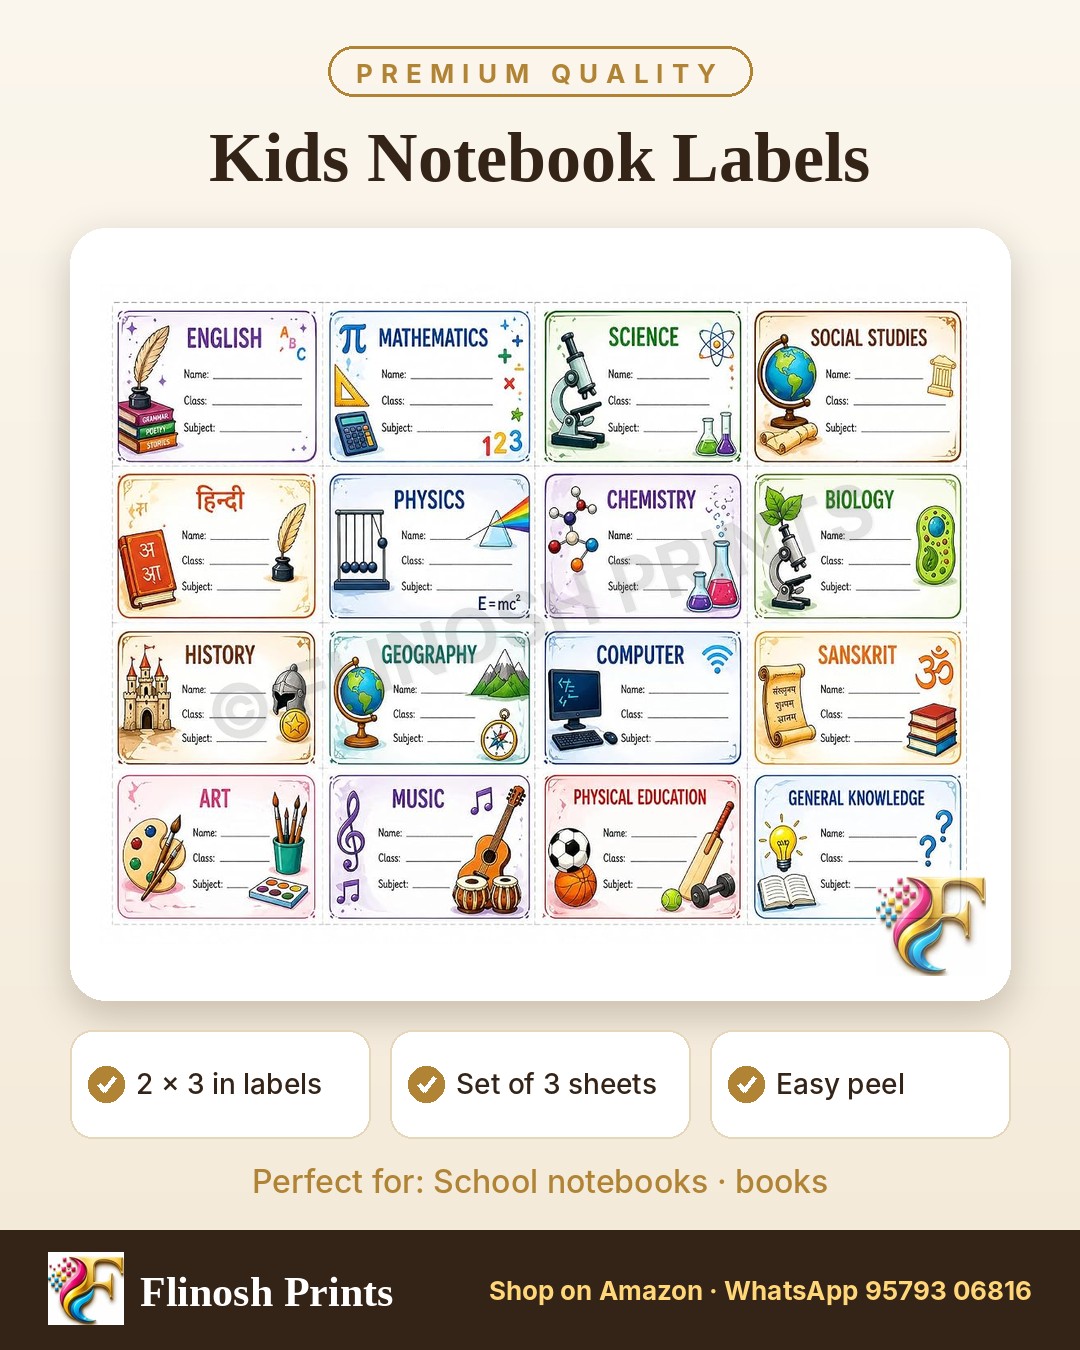 PREMIUM QUALITY
Kids Notebook Labels
ENGLISH
A
B
C
Name:
Class:
Subject:
GRAMMAR
POETYY
STORIES
π MATHEMATICS
Name:
Class:
Subject:
123
SCIENCE
Name:
Class:
Subject:
SOCIAL STUDIES
Name:
Class:
Subject:
हिन्दी
अ
आ
Name:
Class:
Subject:
PHYSICS
Name:
Class:
Subject:
E=mc²
CHEMISTRY
Name:
Class:
Subject:
BIOLOGY
Name:
Class:
Subject:
HISTORY
Name:
Class:
Subject:
GEOGRAPHY
Name:
Class:
Subject:
COMPUTER
Name:
Class:
Subject:
SANSKRIT
ॐ
Name:
Class:
Subject:
ART
Name:
Class:
Subject:
MUSIC
Name:
Class:
Subject:
PHYSICAL EDUCATION
Name:
Class:
Subject:
GENERAL KNOWLEDGE
Name:
Class:
Subject:
? ?
© FLINOSH PRINTS
F
2 × 3 in labels
Set of 3 sheets
Easy peel
Perfect for: School notebooks · books
F
Flinosh Prints
Shop on Amazon · WhatsApp 95793 06816